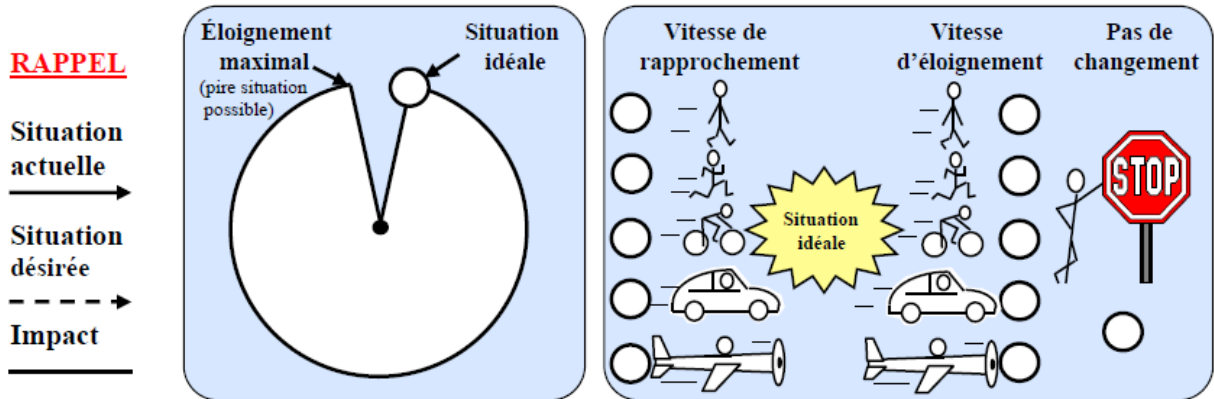 RAPPEL
Situation
actuelle
Situation
désirée
Impact
Éloignement
maximal
(pire situation
possible)
Situation
idéale
Vitesse de
rapprochement
Vitesse
d'éloignement
Pas de
changement
Situation
idéale
STOP